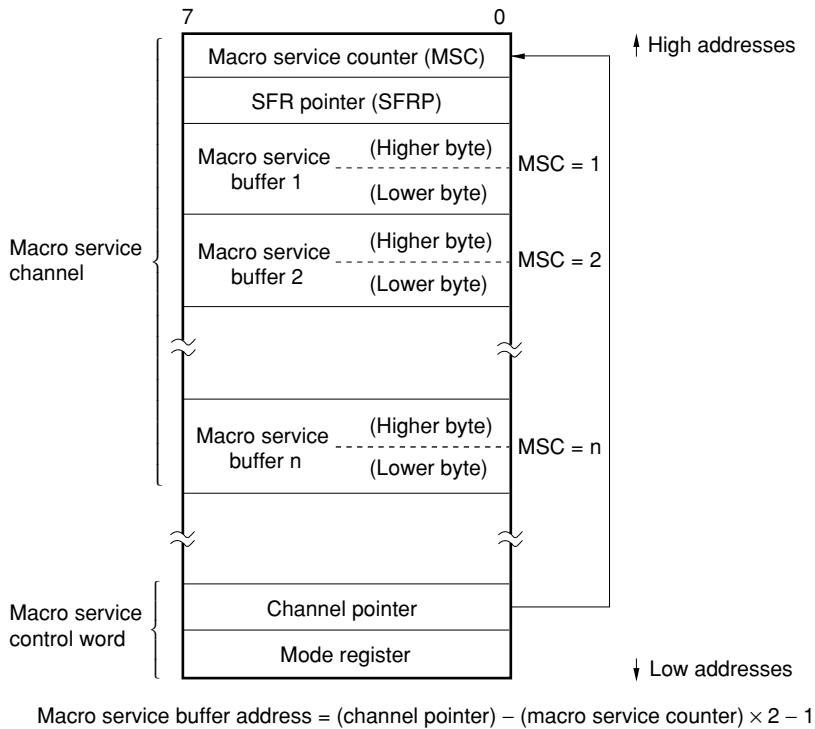 7 0
Macro service counter (MSC)
High addresses
SFR pointer (SFRP)
Macro service
buffer 1
(Higher byte)
(Lower byte)
MSC = 1
Macro service
channel
Macro service
buffer 2
(Higher byte)
(Lower byte)
MSC = 2
Macro service
buffer n
(Higher byte)
(Lower byte)
MSC = n
Macro service
control word
Channel pointer
Mode register
Low addresses
Macro service buffer address = (channel pointer) – (macro service counter) × 2 – 1